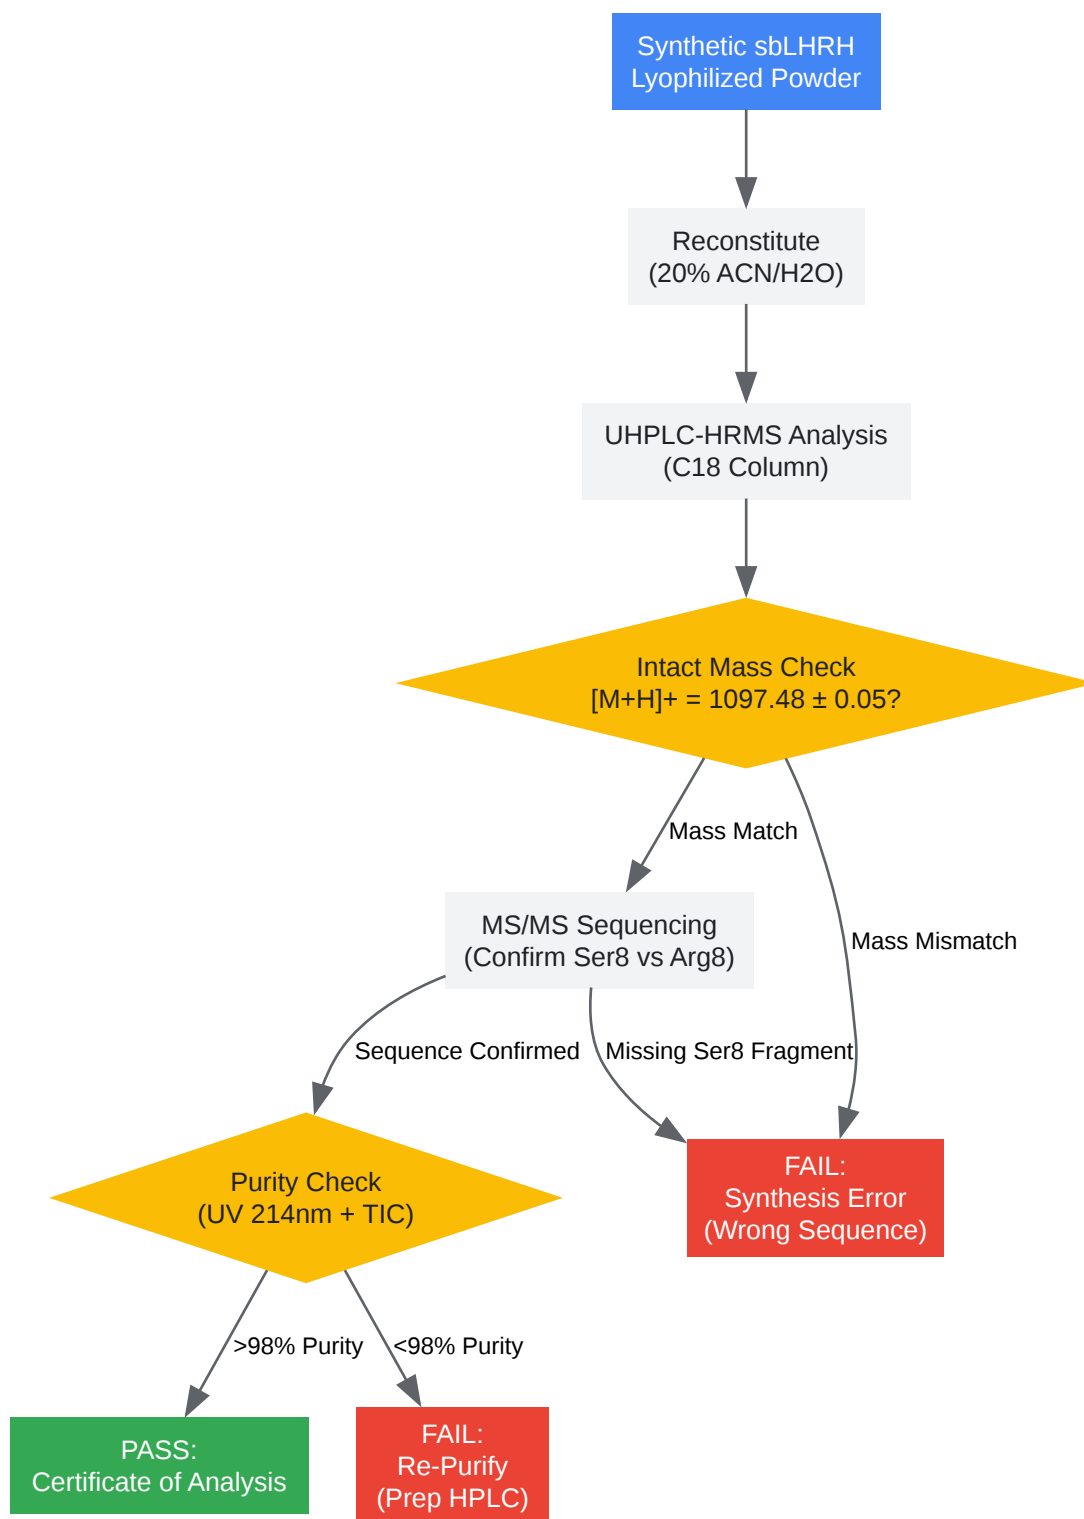 Synthetic sbLHRH
Lyophilized Powder
Reconstitute
(20% ACN/H2O)
UHPLC-HRMS Analysis
(C18 Column)
Intact Mass Check
[M+H]+ = 1097.48 ± 0.05?
Mass Match
Mass Mismatch
MS/MS Sequencing
(Confirm Ser8 vs Arg8)
Sequence Confirmed
Missing Ser8 Fragment
Purity Check
(UV 214nm + TIC)
FAIL:
Synthesis Error
(Wrong Sequence)
>98% Purity
<98% Purity
PASS:
Certificate of Analysis
FAIL:
Re-Purify
(Prep HPLC)